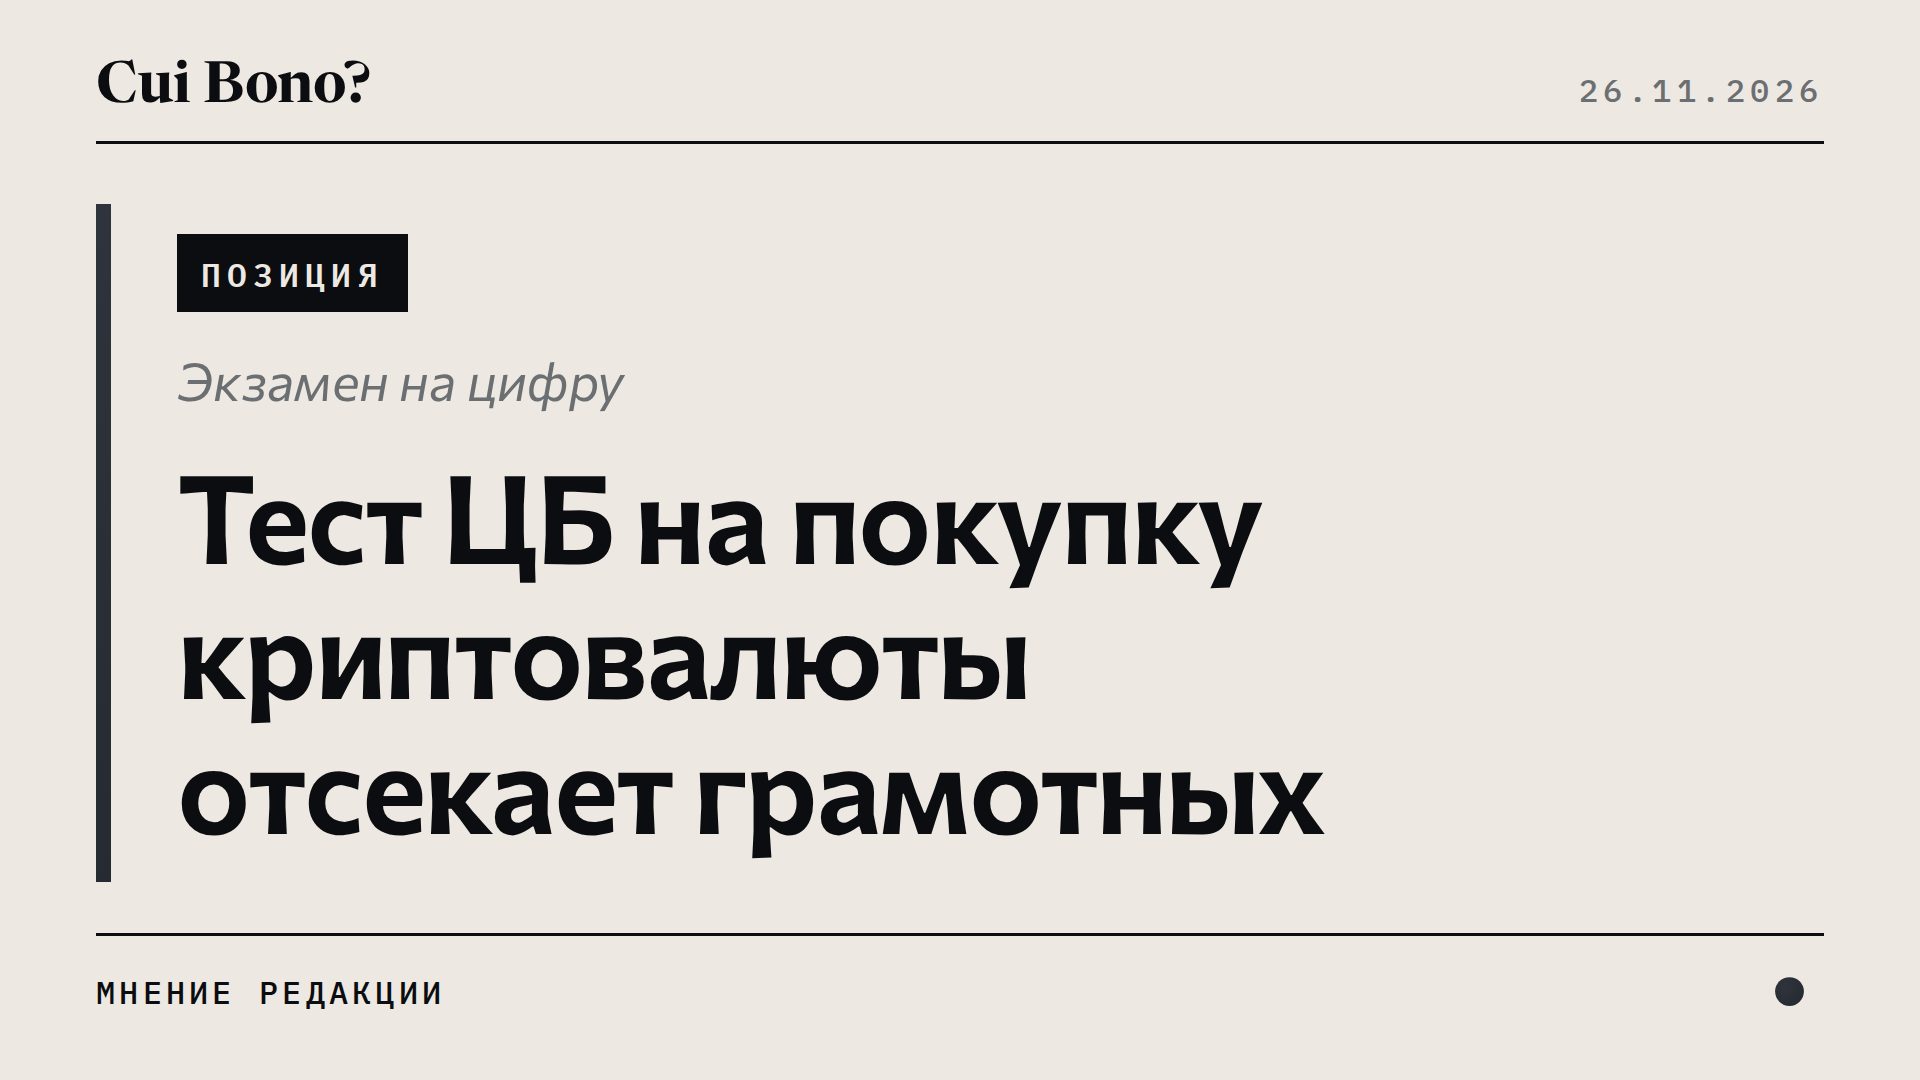 Cui Bono?
26.11.2026
ПОЗИЦИЯ
Экзамен на цифру
Тест ЦБ на покупку
криптовалюты
отсекает грамотных
МНЕНИЕ РЕДАКЦИИ